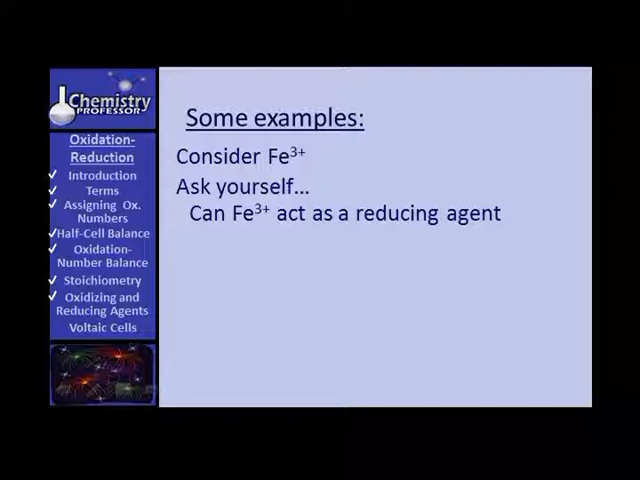 Chemistry
PROFESSOR
Oxidation-
Reduction
✓ Introduction
✓ Terms
✓ Assigning Ox.
Numbers
✓ Half-Cell Balance
✓ Oxidation-
Number Balance
✓ Stoichiometry
✓ Oxidizing and
Reducing Agents
Voltaic Cells
Some examples:
Consider Fe³⁺
Ask yourself...
Can Fe³⁺ act as a reducing agent